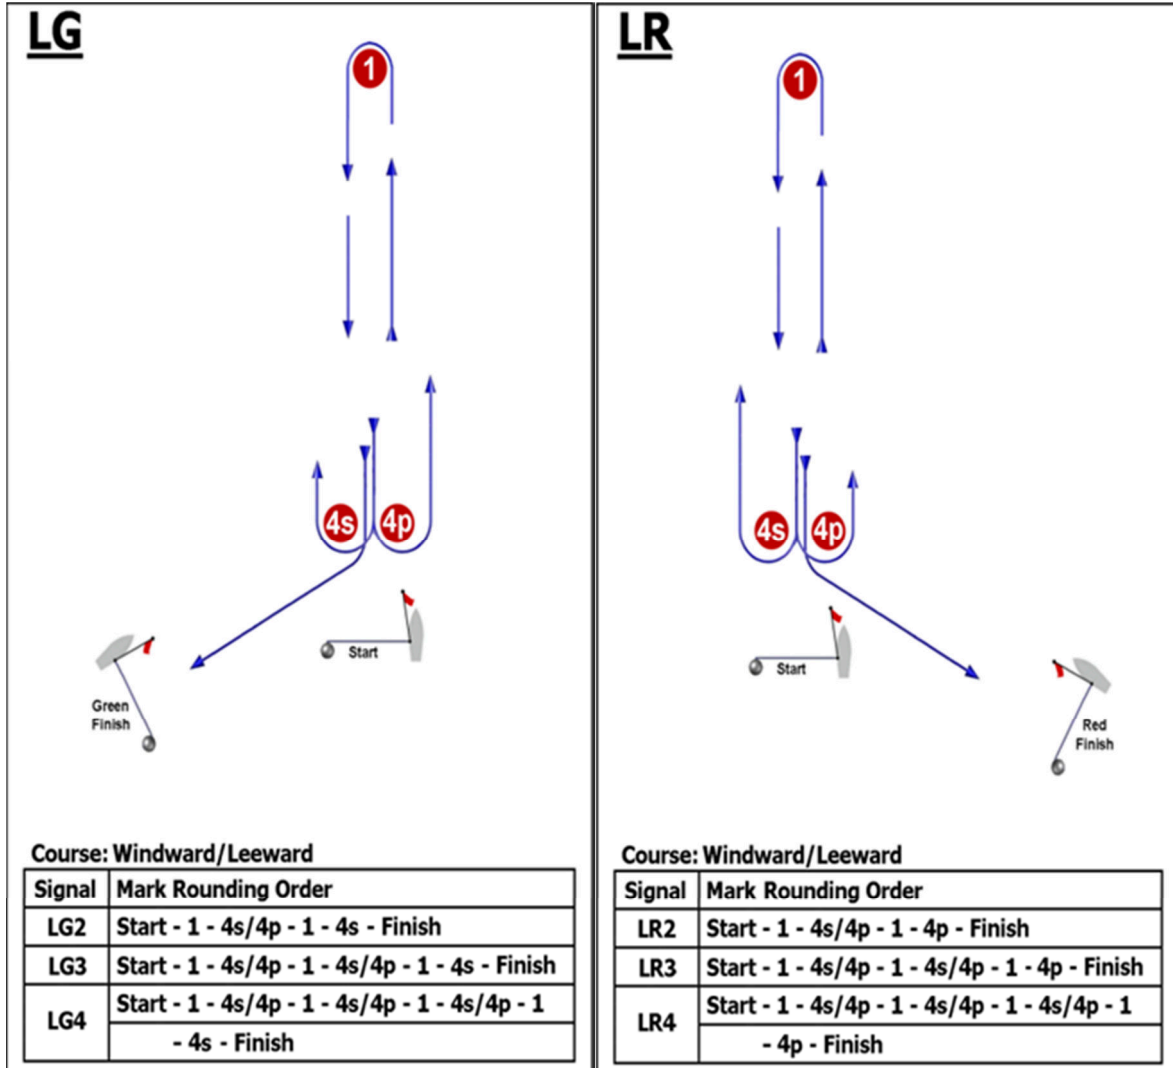 LG
1
4s 4p
Start
Green
Finish
Course: Windward/Leeward
Signal Mark Rounding Order
LG2 Start - 1 - 4s/4p - 1 - 4s - Finish
LG3 Start - 1 - 4s/4p - 1 - 4s/4p - 1 - 4s - Finish
LG4 Start - 1 - 4s/4p - 1 - 4s/4p - 1 - 4s/4p - 1
- 4s - Finish
LR
1
4s 4p
Start
Red
Finish
Course: Windward/Leeward
Signal Mark Rounding Order
LR2 Start - 1 - 4s/4p - 1 - 4p - Finish
LR3 Start - 1 - 4s/4p - 1 - 4s/4p - 1 - 4p - Finish
LR4 Start - 1 - 4s/4p - 1 - 4s/4p - 1 - 4s/4p - 1
- 4p - Finish